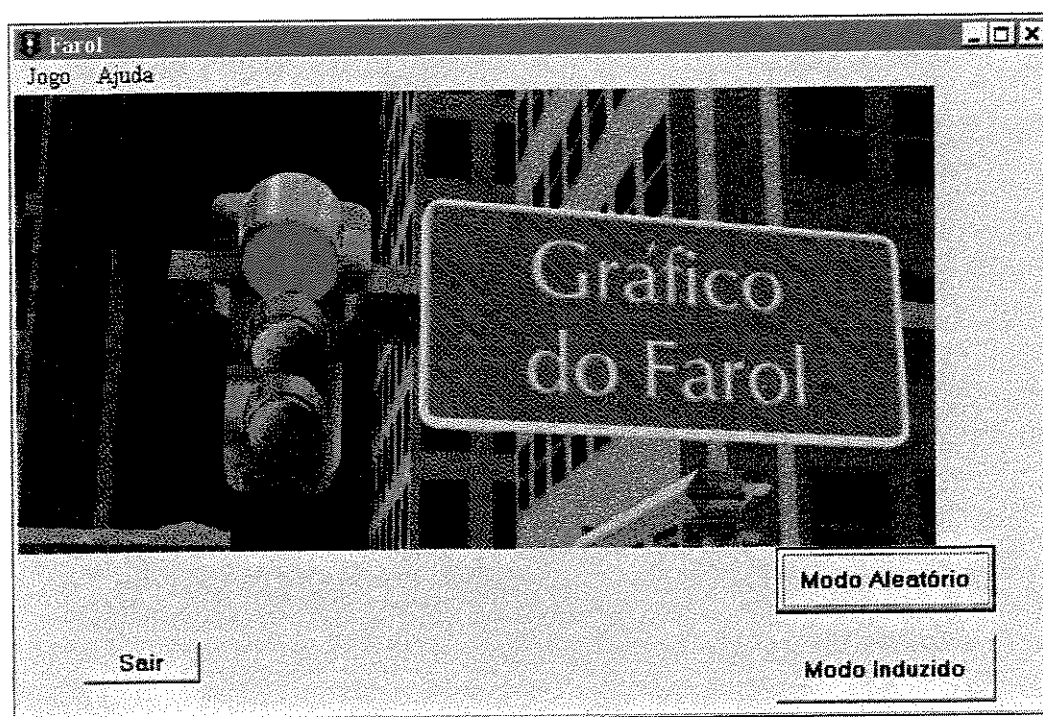 Farol
Jogo Ajuda
Gráfico
do Farol
Modo Aleatório
Sair
Modo Induzido